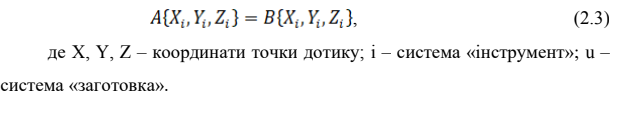 A{Xᵢ, Yᵢ, Zᵢ} = B{Xᵢ, Yᵢ, Zᵢ}, (2.3)
де X, Y, Z – координати точки дотику; i – система «інструмент»; u –
система «заготовка».